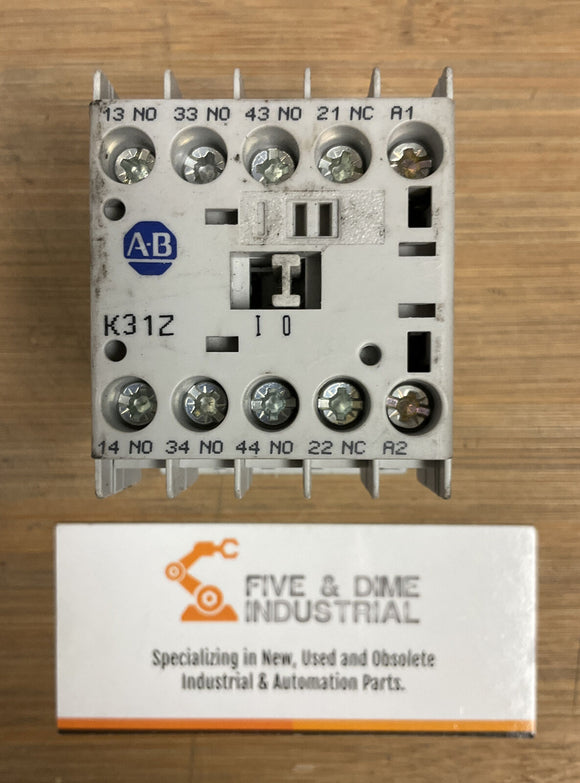 13 NO 33 NO 43 NO 21 NC A1
A-B
K31Z
I O
14 NO 34 NO 44 NO 22 NC A2
FIVE & DIME
INDUSTRIAL
Specializing in New, Used and Obsolete
Industrial & Automation Parts.